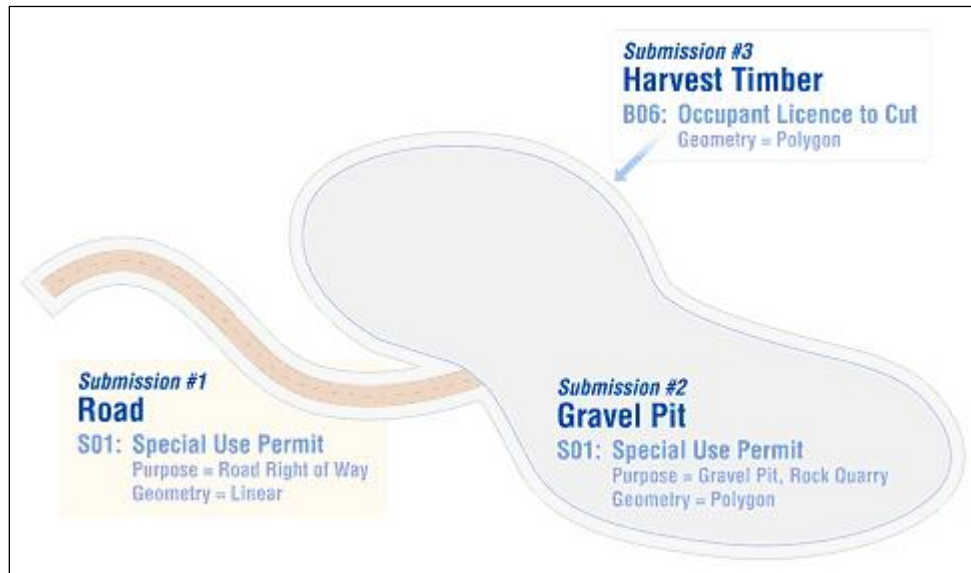 Submission #3
Harvest Timber
B06: Occupant Licence to Cut
Geometry = Polygon
Submission #1
Road
S01: Special Use Permit
Purpose = Road Right of Way
Geometry = Linear
Submission #2
Gravel Pit
S01: Special Use Permit
Purpose = Gravel Pit, Rock Quarry
Geometry = Polygon